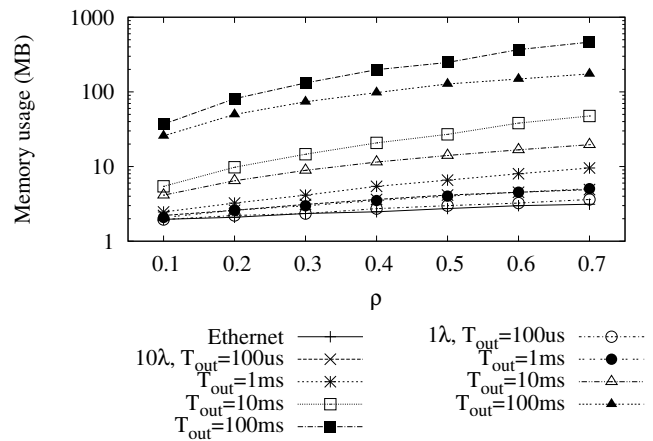 Memory usage (MB)
1000
100
10
1
0.1 0.2 0.3 0.4 0.5 0.6 0.7
ρ
Ethernet
10λ, T_out=100us
T_out=1ms
T_out=10ms
T_out=100ms
1λ, T_out=100us
T_out=1ms
T_out=10ms
T_out=100ms